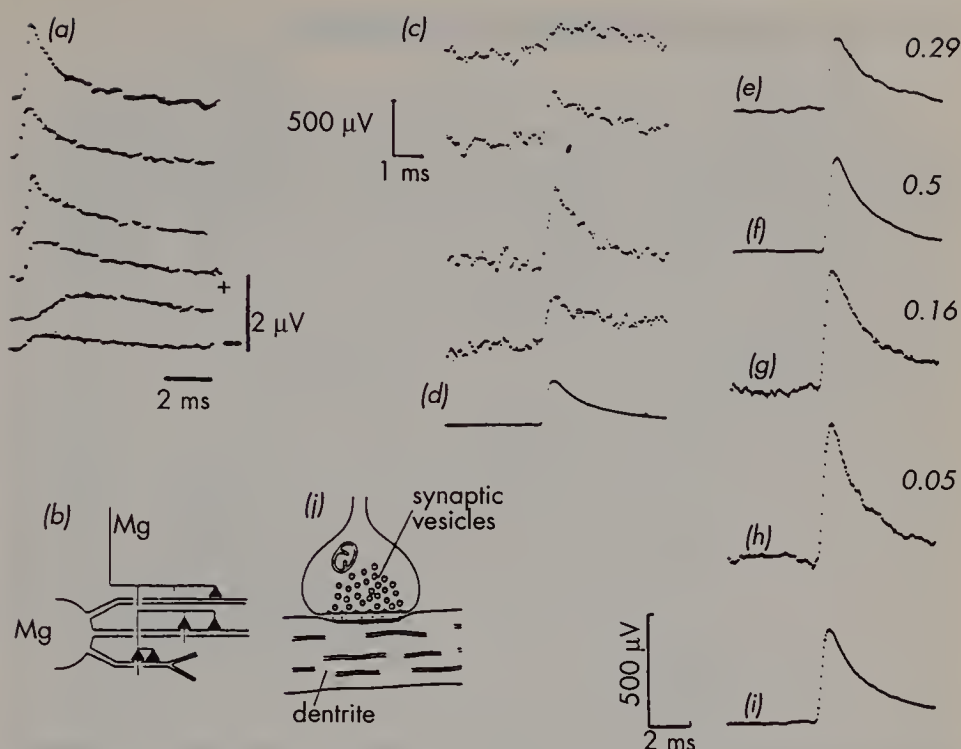 (a)
(c)
0.29
(e)
500 µV
1 ms
0.5
(f)
+
2 µV
0.16
2 ms
(g)
(d)
0.05
(h)
(b)
Mg
Mg
(j)
synaptic
vesicles
dentrite
500 µV
2 ms
(i)